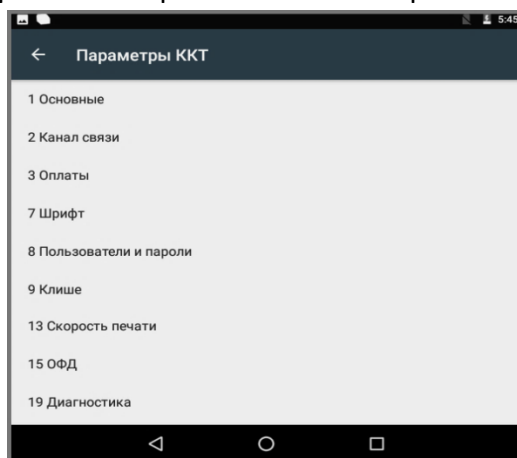 5:45
Параметры ККТ
1 Основные
2 Канал связи
3 Оплаты
7 Шрифт
8 Пользователи и пароли
9 Клише
13 Скорость печати
15 ОФД
19 Диагностика